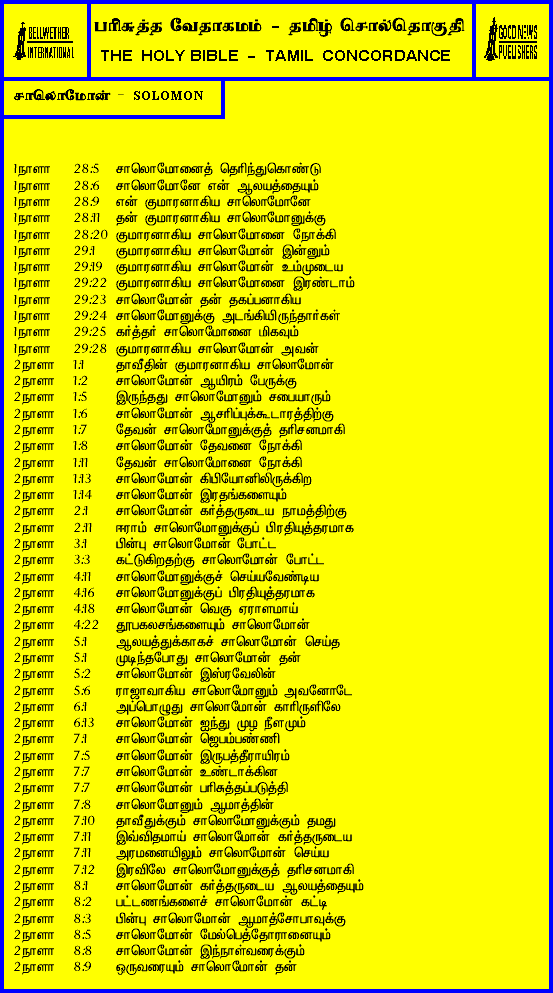 BELLWETHER
INTERNATIONAL
பரிசுத்த வேதாகமம் - தமிழ் சொல்தொகுதி
THE HOLY BIBLE - TAMIL CONCORDANCE
GOOD NEWS
PUBLISHERS
சாலொமோன் - SOLOMON
1நாளா 28:5 சாலொமோனைத் தெரிந்துகொண்டு
1நாளா 28:6 சாலொமோனே என் ஆலயத்தையும்
1நாளா 28:9 என் குமாரனாகிய சாலொமோனே
1நாளா 28:11 தன் குமாரனாகிய சாலொமோனுக்கு
1நாளா 28:20 குமாரனாகிய சாலொமோனை நோக்கி
1நாளா 29:1 குமாரனாகிய சாலொமோன் இன்னும்
1நாளா 29:19 குமாரனாகிய சாலொமோன் உம்முடைய
1நாளா 29:22 குமாரனாகிய சாலொமோனை இரண்டாம்
1நாளா 29:23 சாலொமோன் தன் தகப்பனாகிய
1நாளா 29:24 சாலொமோனுக்கு அடங்கியிருந்தார்கள்
1நாளா 29:25 கர்த்தர் சாலொமோனை மிகவும்
1நாளா 29:28 குமாரனாகிய சாலொமோன் அவன்
2நாளா 1:1 தாவீதின் குமாரனாகிய சாலொமோன்
2நாளா 1:2 சாலொமோன் ஆயிரம் பேருக்கு
2நாளா 1:5 இருந்தது சாலொமோனும் சபையாரும்
2நாளா 1:6 சாலொமோன் ஆசரிப்புக்கூடாரத்திற்கு
2நாளா 1:7 தேவன் சாலொமோனுக்குத் தரிசனமாகி
2நாளா 1:8 சாலொமோன் தேவனை நோக்கி
2நாளா 1:11 தேவன் சாலொமோனை நோக்கி
2நாளா 1:13 சாலொமோன் கிபியோனிலிருக்கிற
2நாளா 1:14 சாலொமோன் இரதங்களையும்
2நாளா 2:1 சாலொமோன் கர்த்தருடைய நாமத்திற்கு
2நாளா 2:11 ஈராம் சாலொமோனுக்குப் பிரதியுத்தரமாக
2நாளா 3:1 பின்பு சாலொமோன் போட்ட
2நாளா 3:3 கட்டுகிறதற்கு சாலொமோன் போட்ட
2நாளா 4:11 சாலொமோனுக்குச் செய்யவேண்டிய
2நாளா 4:16 சாலொமோனுக்குப் பிரதியுத்தரமாக
2நாளா 4:18 சாலொமோன் வெகு ஏராளமாய்
2நாளா 4:22 தூபகலசங்களையும் சாலொமோன்
2நாளா 5:1 ஆலயத்துக்காகச் சாலொமோன் செய்த
2நாளா 5:1 முடிந்தபோது சாலொமோன் தன்
2நாளா 5:2 சாலொமோன் இஸ்ரவேலின்
2நாளா 5:6 ராஜாவாகிய சாலொமோனும் அவனோடே
2நாளா 6:1 அப்பொழுது சாலொமோன் காரிருளிலே
2நாளா 6:13 சாலொமோன் ஐந்து முழ நீளமும்
2நாளா 7:1 சாலொமோன் ஜெபம்பண்ணி
2நாளா 7:5 சாலொமோன் இருபத்தீராயிரம்
2நாளா 7:7 சாலொமோன் உண்டாக்கின
2நாளா 7:7 சாலொமோன் பரிசுத்தப்படுத்தி
2நாளா 7:8 சாலொமோனும் ஆமாத்தின்
2நாளா 7:10 தாவீதுக்கும் சாலொமோனுக்கும் தமது
2நாளா 7:11 இவ்விதமாய் சாலொமோன் கர்த்தருடைய
2நாளா 7:11 அரமனையிலும் சாலொமோன் செய்ய
2நாளா 7:12 இரவிலே சாலொமோனுக்குத் தரிசனமாகி
2நாளா 8:1 சாலொமோன் கர்த்தருடைய ஆலயத்தையும்
2நாளா 8:2 பட்டணங்களைச் சாலொமோன் கட்டி
2நாளா 8:3 பின்பு சாலொமோன் ஆமாத்சோபாவுக்கு
2நாளா 8:5 சாலொமோன் மேல்பெத்தோரானையும்
2நாளா 8:8 சாலொமோன் இந்நாள்வரைக்கும்
2நாளா 8:9 ஒருவரையும் சாலொமோன் தன்